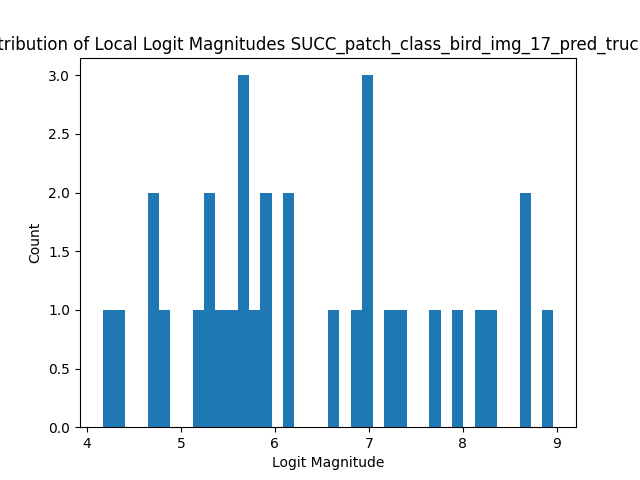 tribution of Local Logit Magnitudes SUCC_patch_class_bird_img_17_pred_truc
3.0
2.5
2.0
1.5
1.0
0.5
0.0
Count
4 5 6 7 8 9
Logit Magnitude